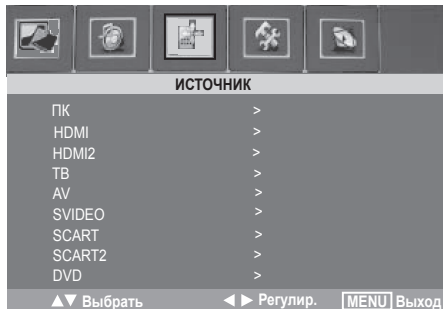 ИСТОЧНИК
ПК >
HDMI >
HDMI2 >
ТВ >
AV >
SVIDEO >
SCART >
SCART2 >
DVD >
▲▼ Выбрать ◄ ► Регулир. MENU Выход